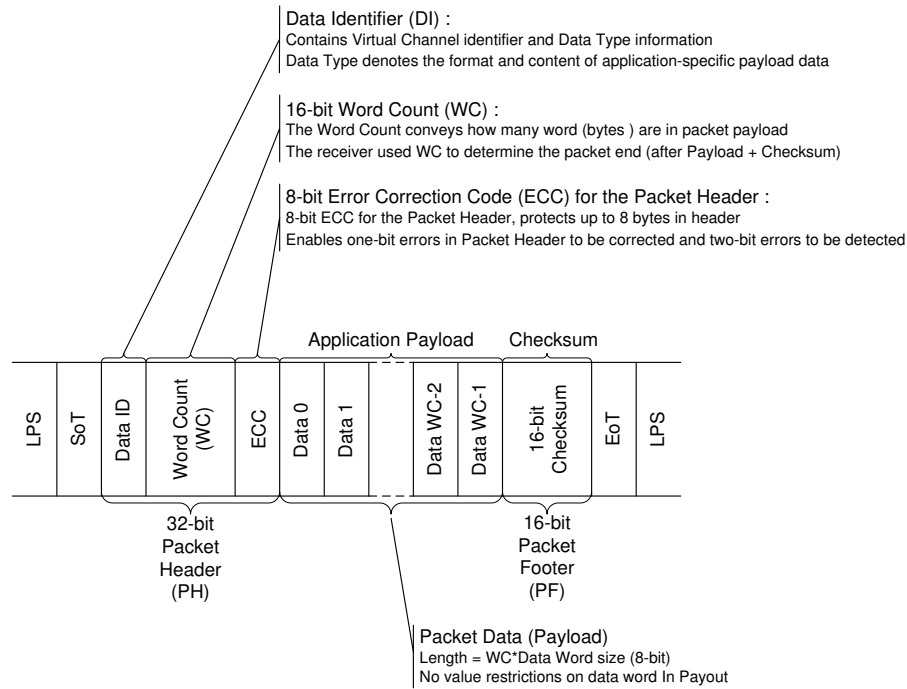 Data Identifier (DI) :
Contains Virtual Channel identifier and Data Type information
Data Type denotes the format and content of application-specific payload data
16-bit Word Count (WC) :
The Word Count conveys how many word (bytes ) are in packet payload
The receiver used WC to determine the packet end (after Payload + Checksum)
8-bit Error Correction Code (ECC) for the Packet Header :
8-bit ECC for the Packet Header, protects up to 8 bytes in header
Enables one-bit errors in Packet Header to be corrected and two-bit errors to be detected
Application Payload
Checksum
LPS
SoT
Data ID
Word Count
(WC)
ECC
Data 0
Data 1
Data WC-2
Data WC-1
16-bit
Checksum
EoT
LPS
32-bit
Packet
Header
(PH)
16-bit
Packet
Footer
(PF)
Packet Data (Payload)
Length = WC*Data Word size (8-bit)
No value restrictions on data word In Payout